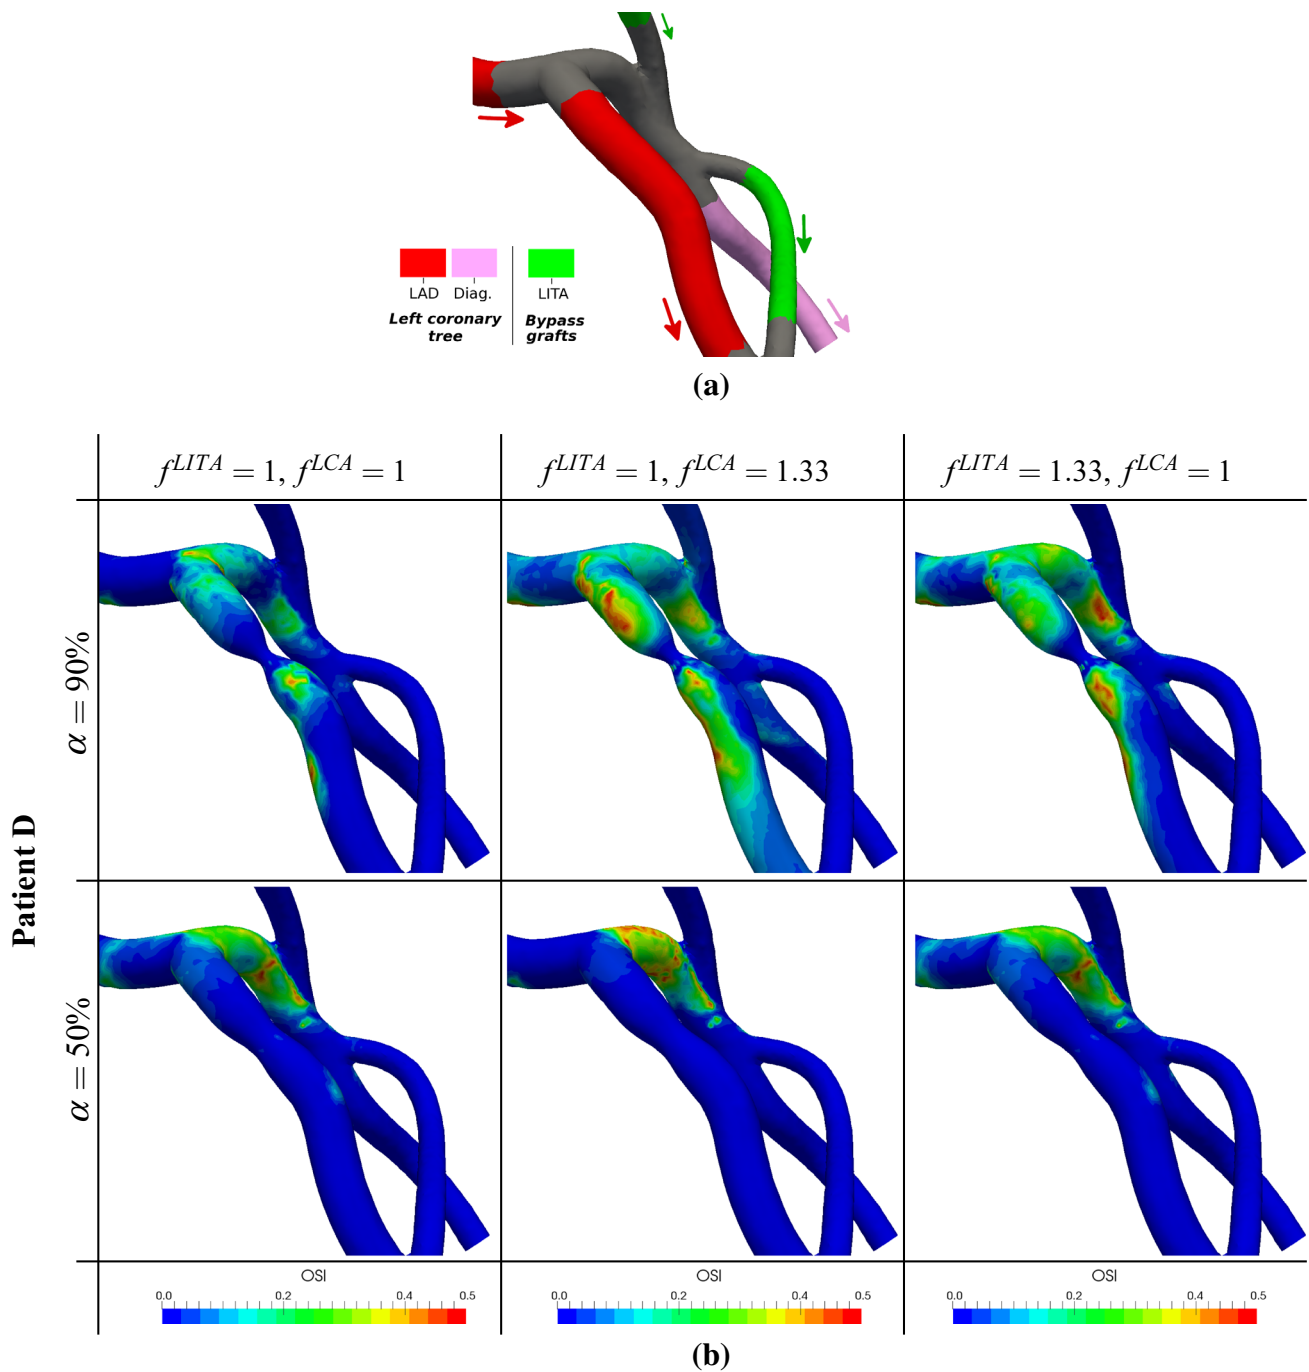 LAD Diag. LITA
Left coronary tree
Bypass grafts
(a)
f^{LITA} = 1, f^{LCA} = 1
f^{LITA} = 1, f^{LCA} = 1.33
f^{LITA} = 1.33, f^{LCA} = 1
Patient D
α = 90%
α = 50%
OSI
0.0 0.2 0.4 0.5
OSI
0.0 0.2 0.4 0.5
OSI
0.0 0.2 0.4 0.5
(b)